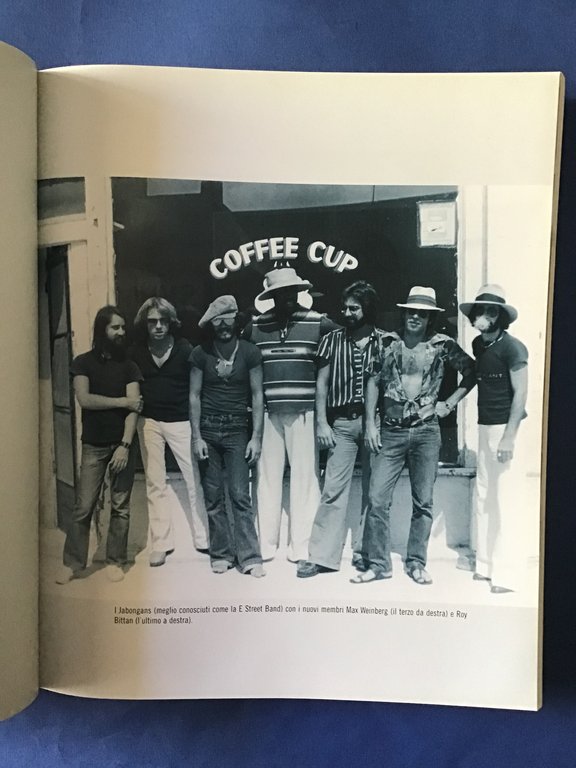 COFFEE CUP
I Jabongans (meglio conosciuti come la E Street Band) con i nuovi membri Max Weinberg (il terzo da destra) e Roy
Bittan (l'ultimo a destra).